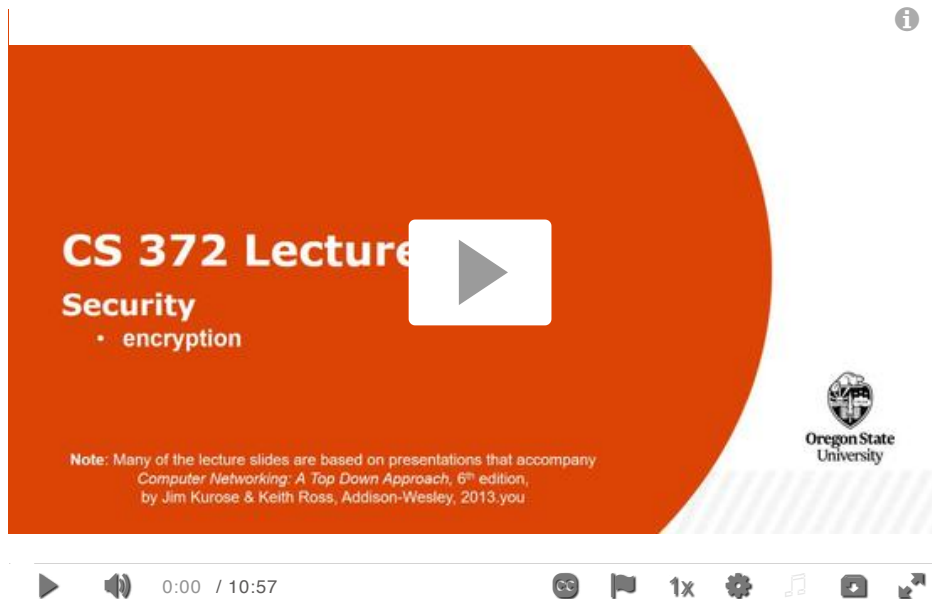 CS 372 Lecture
Security
• encryption
Note: Many of the lecture slides are based on presentations that accompany
Computer Networking: A Top Down Approach, 6th edition,
by Jim Kurose & Keith Ross, Addison-Wesley, 2013.you
Oregon State
University
0:00 / 10:57
CC
1x